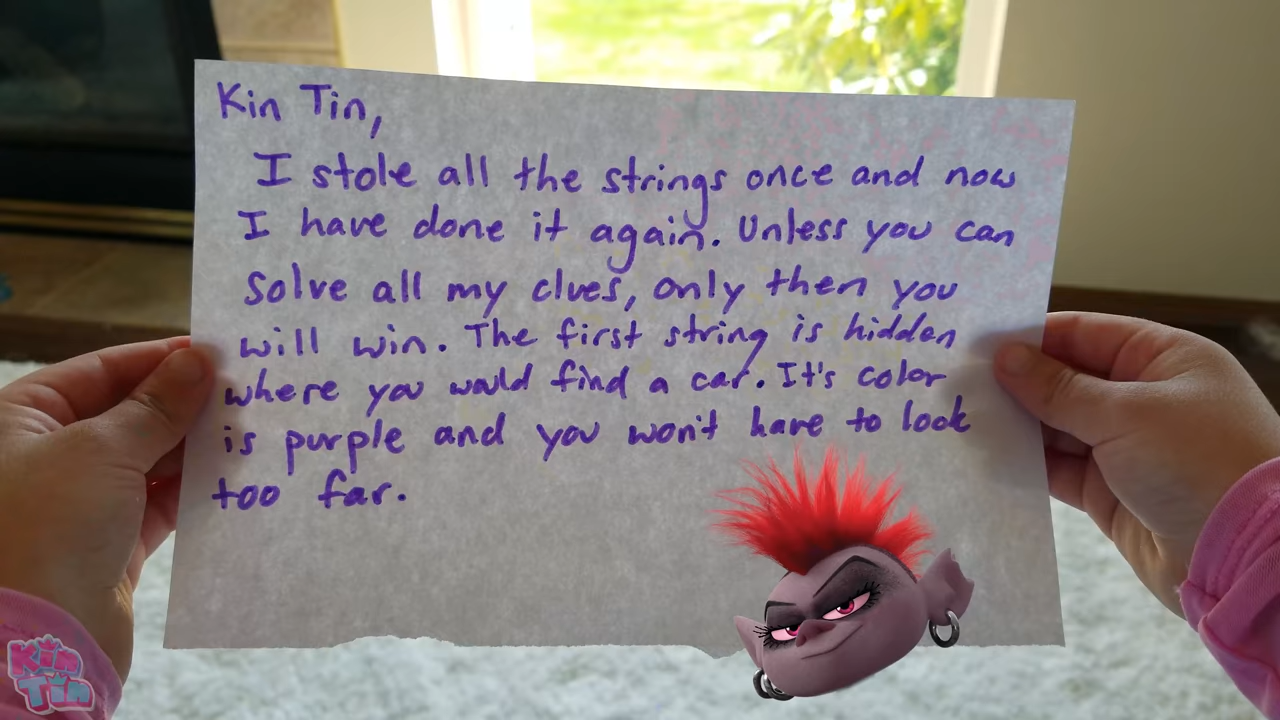 Kin Tin,
I stole all the strings once and now
I have done it again. Unless you can
solve all my clues, only then you
will win. The first string is hidden
where you would find a car. It's color
is purple and you won't have to look
too far.
Kin
Tin